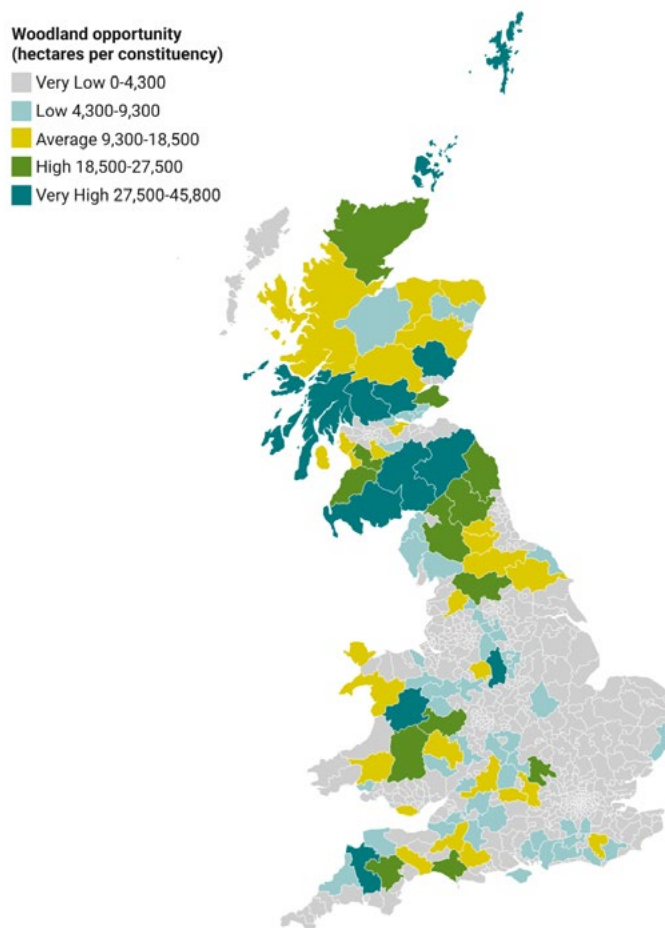 Woodland opportunity
(hectares per constituency)
Very Low 0-4,300
Low 4,300-9,300
Average 9,300-18,500
High 18,500-27,500
Very High 27,500-45,800